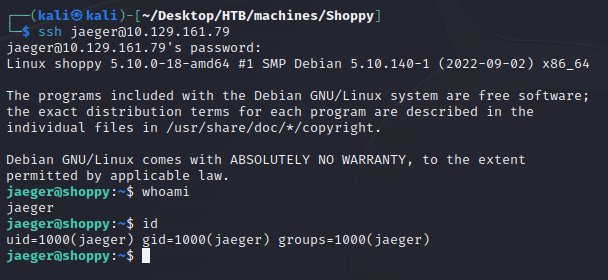 ┌──(kali㉿kali)-[~/Desktop/HTB/machines/Shoppy]
└─$ ssh jaeger@10.129.161.79
jaeger@10.129.161.79's password:
Linux shoppy 5.10.0-18-amd64 #1 SMP Debian 5.10.140-1 (2022-09-02) x86_64
The programs included with the Debian GNU/Linux system are free software;
the exact distribution terms for each program are described in the
individual files in /usr/share/doc/*/copyright.
Debian GNU/Linux comes with ABSOLUTELY NO WARRANTY, to the extent
permitted by applicable law.
jaeger@shoppy:~$ whoami
jaeger
jaeger@shoppy:~$ id
uid=1000(jaeger) gid=1000(jaeger) groups=1000(jaeger)
jaeger@shoppy:~$